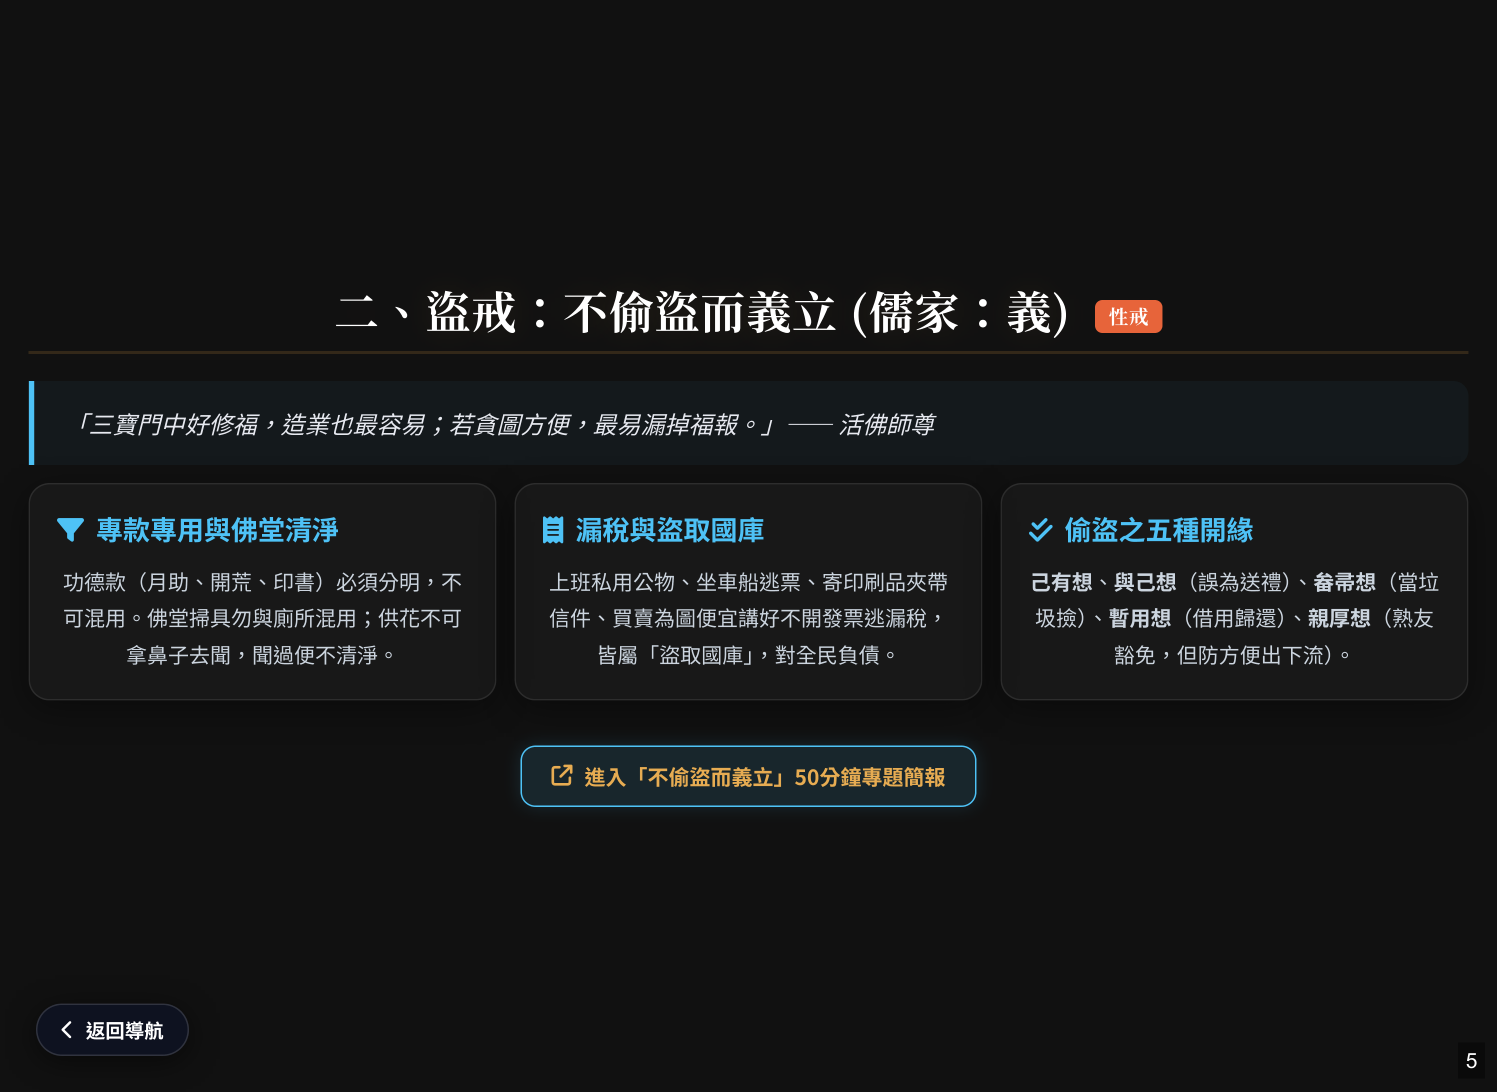 二、盜戒：不偷盜而義立 (儒家：義) 性戒
「三寶門中好修福，造業也最容易；若貪圖方便，最易漏掉福報。」—— 活佛師尊
專款專用與佛堂清淨
功德款（月助、開荒、印書）必須分明，不
可混用。佛堂掃具勿與廁所混用；供花不可
拿鼻子去聞，聞過便不清淨。
漏稅與盜取國庫
上班私用公物、坐車船逃票、寄印刷品夾帶
信件、買賣為圖便宜講好不開發票逃漏稅，
皆屬「盜取國庫」，對全民負債。
偷盜之五種開緣
己有想、與己想（誤為送禮）、畚帚想（當垃
圾撿）、暫用想（借用歸還）、親厚想（熟友
豁免，但防方便出下流）。
進入「不偷盜而義立」50分鐘專題簡報
返回導航
5